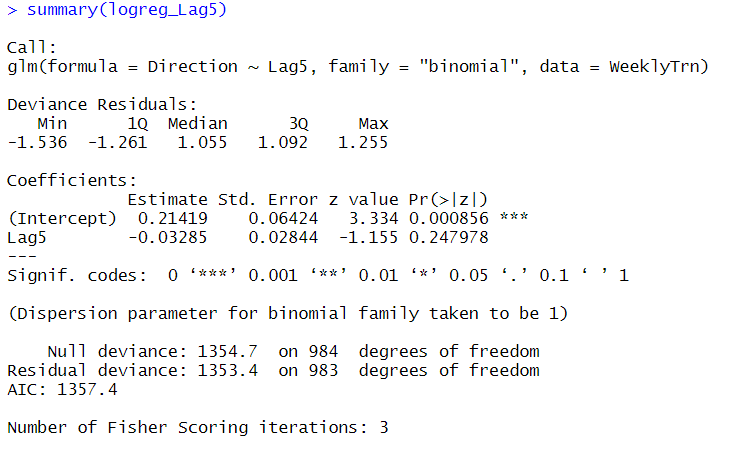 > summary(logreg_Lag5)
Call:
glm(formula = Direction ~ Lag5, family = "binomial", data = WeeklyTrn)
Deviance Residuals:
   Min      1Q  Median      3Q     Max
-1.536  -1.261   1.055   1.092   1.255
Coefficients:
            Estimate Std. Error z value Pr(>|z|)
(Intercept)  0.21419    0.06424   3.334 0.000856 ***
Lag5        -0.03285    0.02844  -1.155 0.247978
---
Signif. codes:  0 ‘***’ 0.001 ‘**’ 0.01 ‘*’ 0.05 ‘.’ 0.1 ‘ ’ 1
(Dispersion parameter for binomial family taken to be 1)
    Null deviance: 1354.7  on 984  degrees of freedom
Residual deviance: 1353.4  on 983  degrees of freedom
AIC: 1357.4
Number of Fisher Scoring iterations: 3